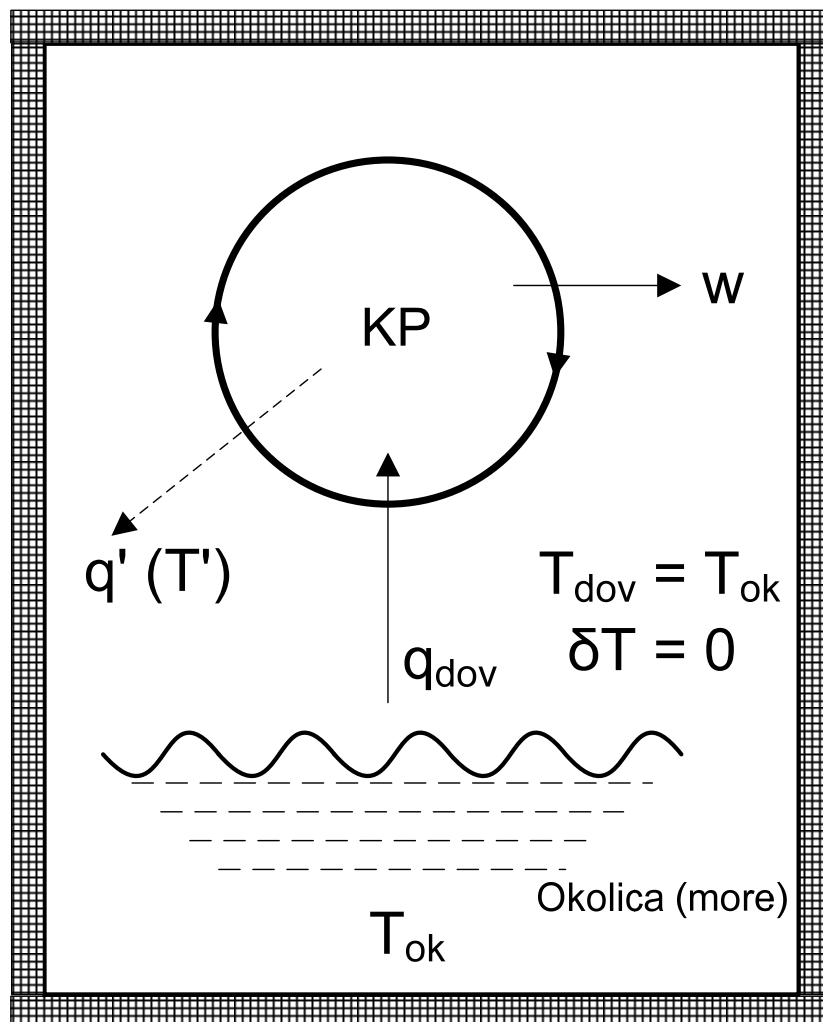 w
KP
q' (T')
T_dov = T_ok
δT = 0
q_dov
Okolica (more)
T_ok